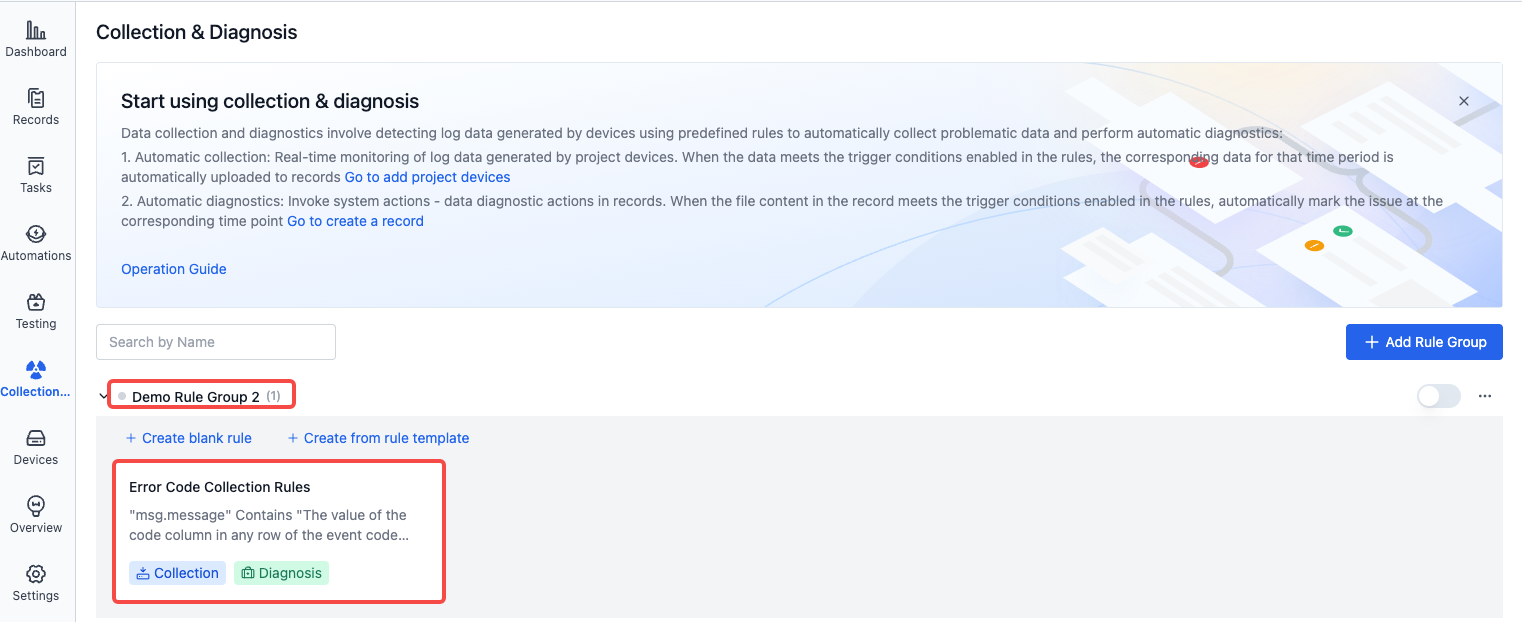 Collection & Diagnosis
Dashboard
Records
Tasks
Automations
Testing
Collection...
Devices
Overview
Settings
Start using collection & diagnosis
Data collection and diagnostics involve detecting log data generated by devices using predefined rules to automatically collect problematic data and perform automatic diagnostics:
1. Automatic collection: Real-time monitoring of log data generated by project devices. When the data meets the trigger conditions enabled in the rules, the corresponding data for that time period is
automatically uploaded to records Go to add project devices
2. Automatic diagnostics: Invoke system actions - data diagnostic actions in records. When the file content in the record meets the trigger conditions enabled in the rules, automatically mark the issue at the
corresponding time point Go to create a record
Operation Guide
Search by Name
Add Rule Group
Demo Rule Group 2 (1)
+ Create blank rule + Create from rule template
Error Code Collection Rules
"msg.message" Contains "The value of the
code column in any row of the event code...
Collection Diagnosis